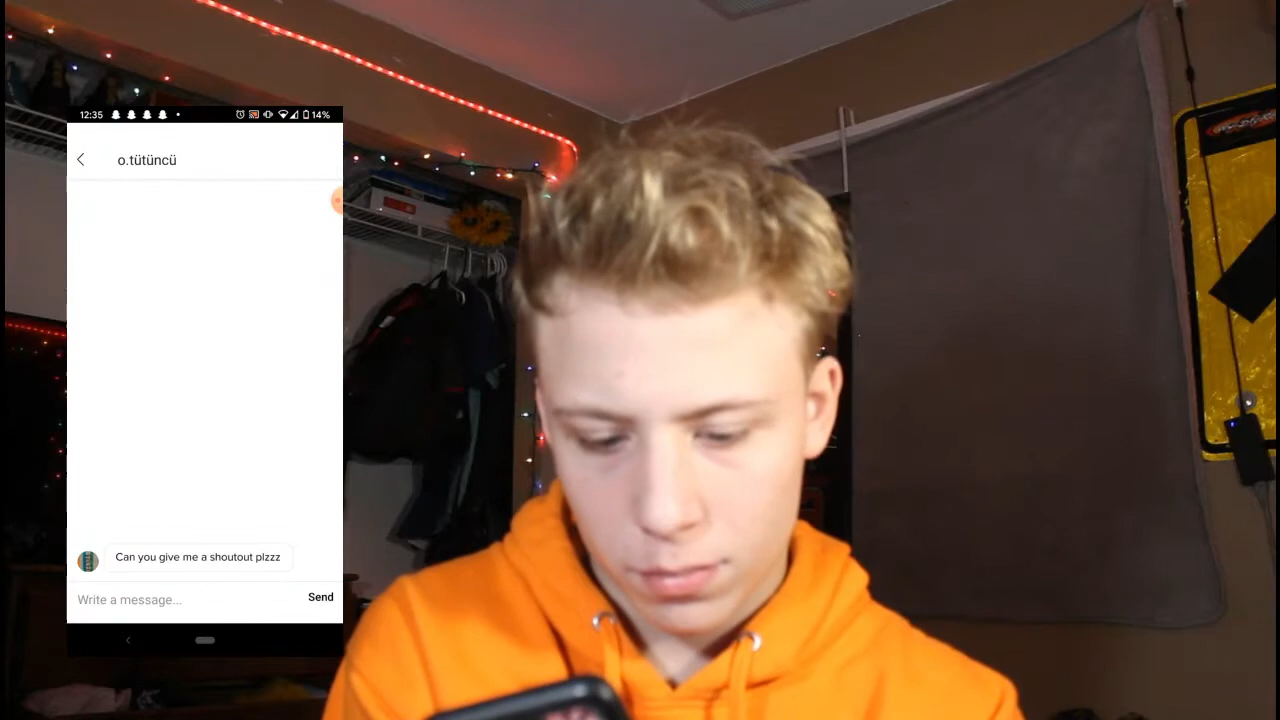 12:35
14%
o.tütüncü
Can you give me a shoutout plzzz
Write a message...
Send